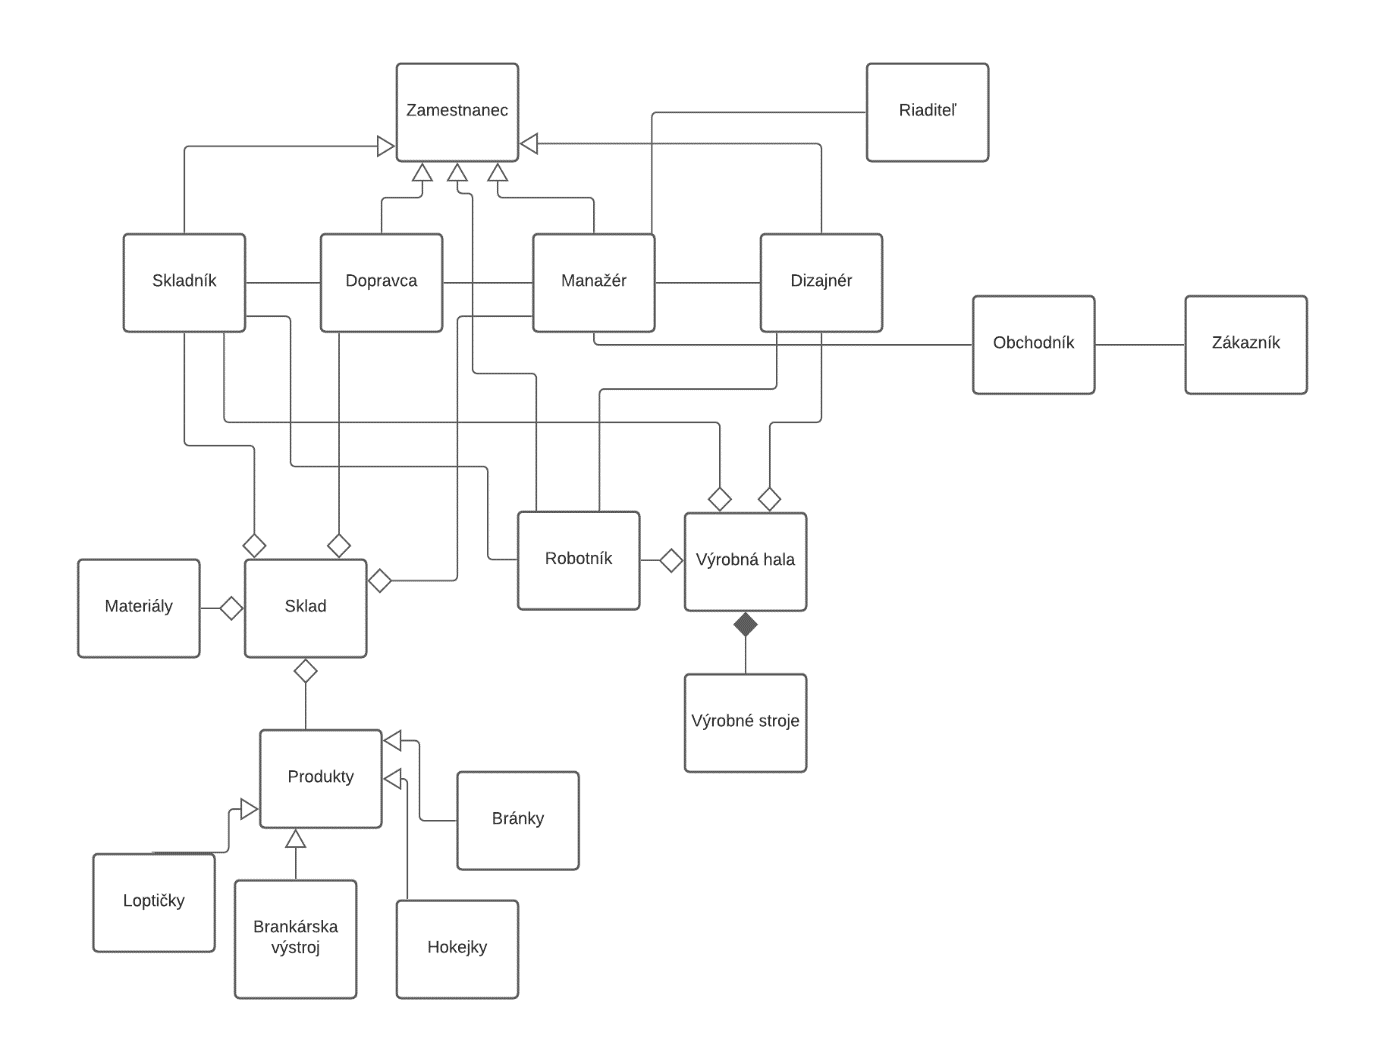 Zamestnanec
Riaditeľ
Skladník
Dopravca
Manažér
Dizajnér
Obchodník
Zákazník
Robotník
Výrobná hala
Materiály
Sklad
Výrobné stroje
Produkty
Bránky
Loptičky
Brankárska
výstroj
Hokejky